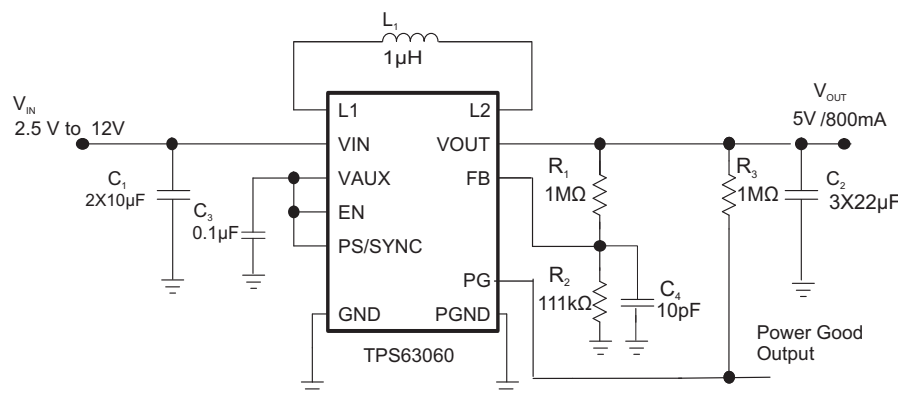 L₁
1µH
V_IN
2.5 V to 12V
L1
L2
V_OUT
5V /800mA
VIN
VOUT
C₁
2X10µF
VAUX
FB
R₁
1MΩ
R₃
1MΩ
C₂
3X22µF
C₃
0.1µF
EN
PS/SYNC
PG
R₂
111kΩ
C₄
10pF
GND
PGND
Power Good
Output
TPS63060